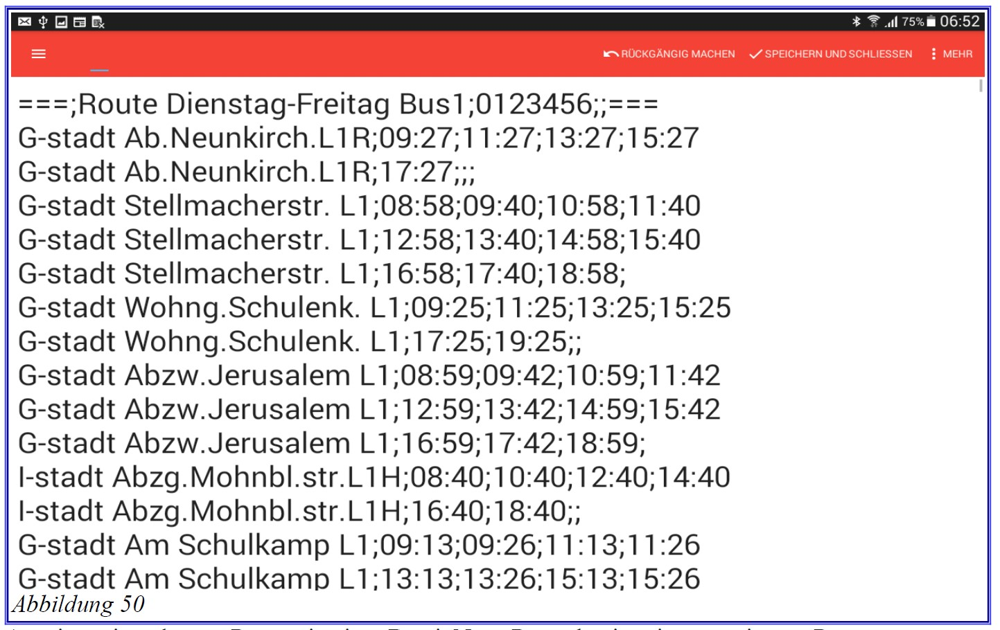 75% 06:52
RÜCKGÄNGIG MACHEN SPEICHERN UND SCHLIESSEN MEHR
===;Route Dienstag-Freitag Bus1;0123456;;===
G-stadt Ab.Neunkirch.L1R;09:27;11:27;13:27;15:27
G-stadt Ab.Neunkirch.L1R;17:27;;;
G-stadt Stellmacherstr. L1;08:58;09:40;10:58;11:40
G-stadt Stellmacherstr. L1;12:58;13:40;14:58;15:40
G-stadt Stellmacherstr. L1;16:58;17:40;18:58;
G-stadt Wohng.Schulenk. L1;09:25;11:25;13:25;15:25
G-stadt Wohng.Schulenk. L1;17:25;19:25;;
G-stadt Abzw.Jerusalem L1;08:59;09:42;10:59;11:42
G-stadt Abzw.Jerusalem L1;12:59;13:42;14:59;15:42
G-stadt Abzw.Jerusalem L1;16:59;17:42;18:59;
I-stadt Abzg.Mohnbl.str.L1H;08:40;10:40;12:40;14:40
I-stadt Abzg.Mohnbl.str.L1H;16:40;18:40;;
G-stadt Am Schulkamp L1;09:13;09:26;11:13;11:26
G-stadt Am Schulkamp L1;13:13;13:26;15:13;15:26
Abbildung 50